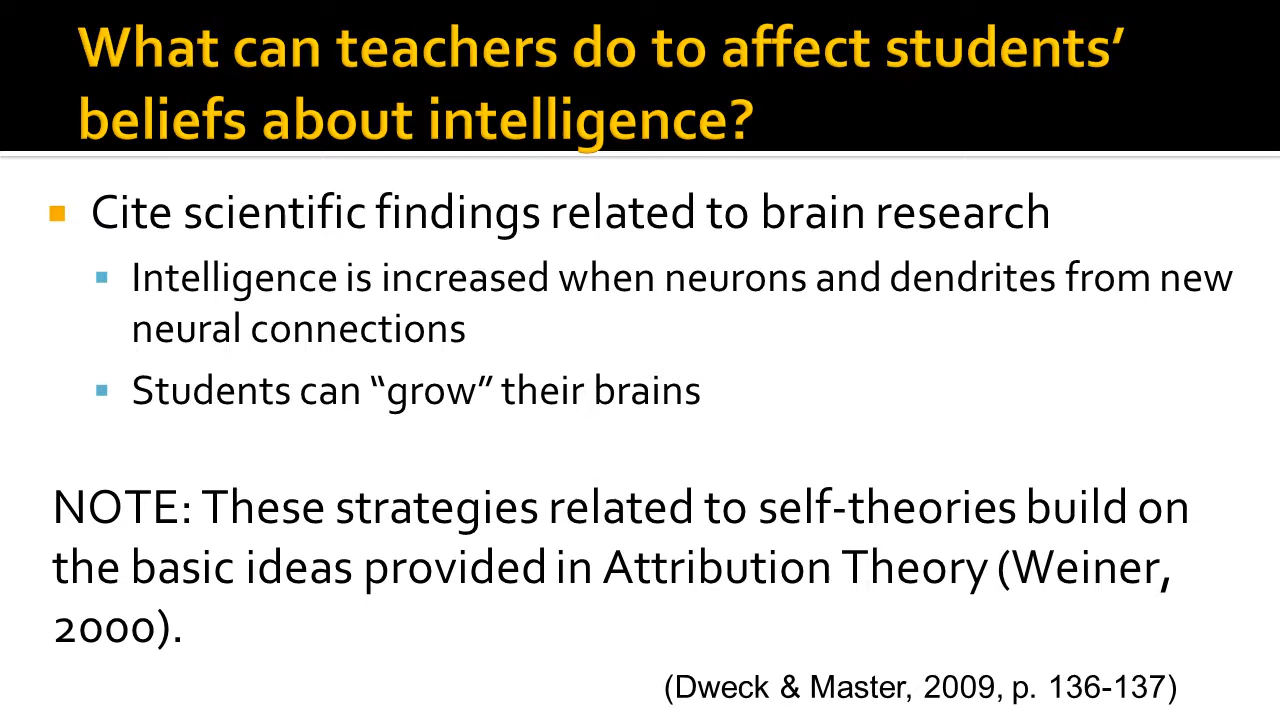 What can teachers do to affect students’
beliefs about intelligence?
Cite scientific findings related to brain research
Intelligence is increased when neurons and dendrites from new
neural connections
Students can “grow” their brains
NOTE: These strategies related to self-theories build on
the basic ideas provided in Attribution Theory (Weiner,
2000).
(Dweck & Master, 2009, p. 136-137)